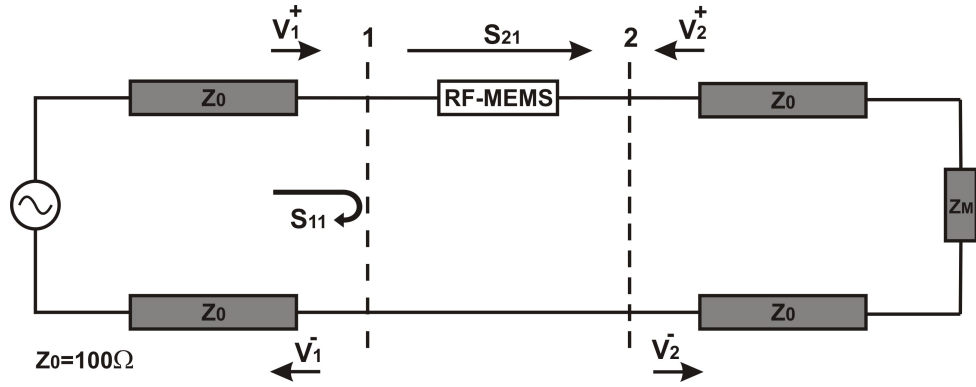 V1+
1
S21
2
V2+
Z0
RF-MEMS
Z0
S11
ZM
Z0
Z0
Z0=100Ω
V1-
V2-